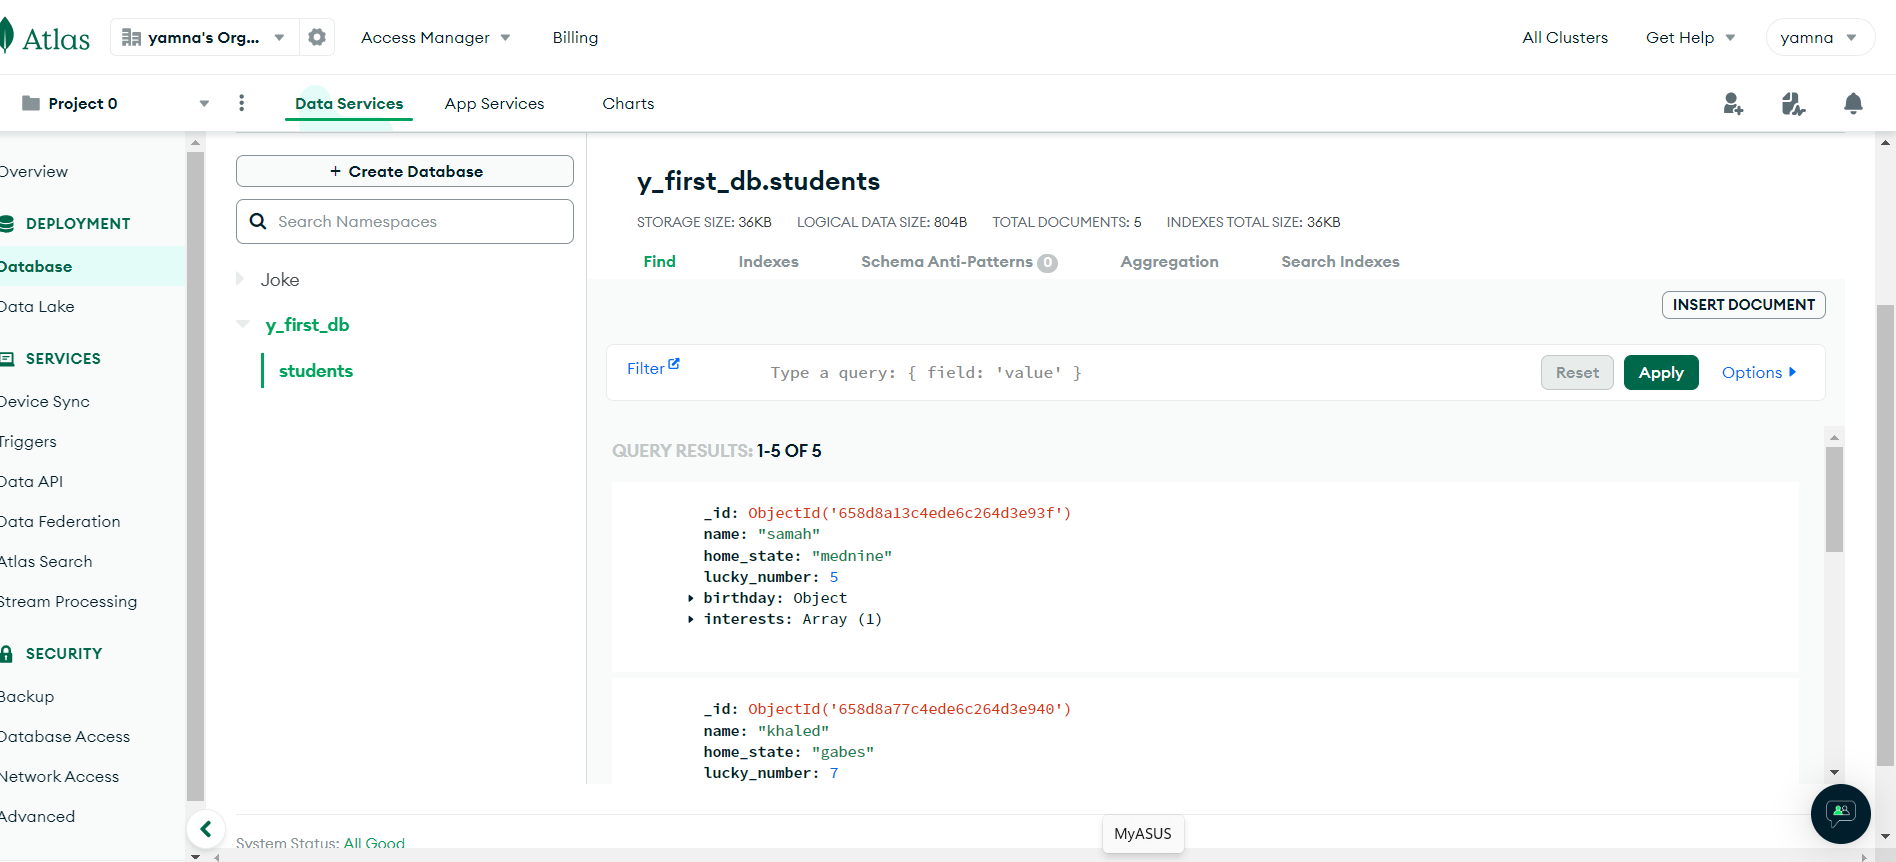 Atlas
yamna's Org...
Access Manager
Billing
All Clusters
Get Help
yamna
Project 0
Data Services
App Services
Charts
Overview
DEPLOYMENT
Database
Data Lake
SERVICES
Device Sync
Triggers
Data API
Data Federation
Atlas Search
Stream Processing
SECURITY
Backup
Database Access
Network Access
Advanced
+ Create Database
Search Namespaces
Joke
y_first_db
students
y_first_db.students
STORAGE SIZE: 36KB LOGICAL DATA SIZE: 804B TOTAL DOCUMENTS: 5 INDEXES TOTAL SIZE: 36KB
Find Indexes Schema Anti-Patterns 0 Aggregation Search Indexes
INSERT DOCUMENT
Filter Type a query: { field: 'value' } Reset Apply Options
QUERY RESULTS: 1-5 OF 5
_id: ObjectId('658d8a13c4ede6c264d3e93f')
name: "samah"
home_state: "mednine"
lucky_number: 5
birthday: Object
interests: Array (1)
_id: ObjectId('658d8a77c4ede6c264d3e940')
name: "khaled"
home_state: "gabes"
lucky_number: 7
System Status: All Good
MyASUS